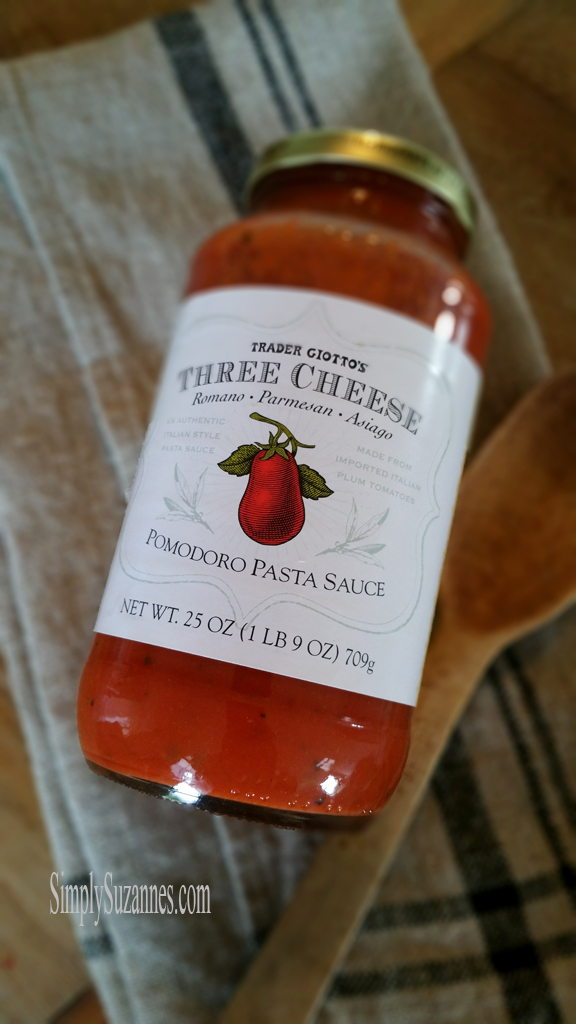 TRADER GIOTTO'S
THREE CHEESE
Romano • Parmesan • Asiago
AN AUTHENTIC
ITALIAN STYLE
PASTA SAUCE
MADE FROM
IMPORTED ITALIAN
PLUM TOMATOES
POMODORO PASTA SAUCE
NET WT. 25 OZ (1 LB 9 OZ) 709g
SimplySuzannes.com